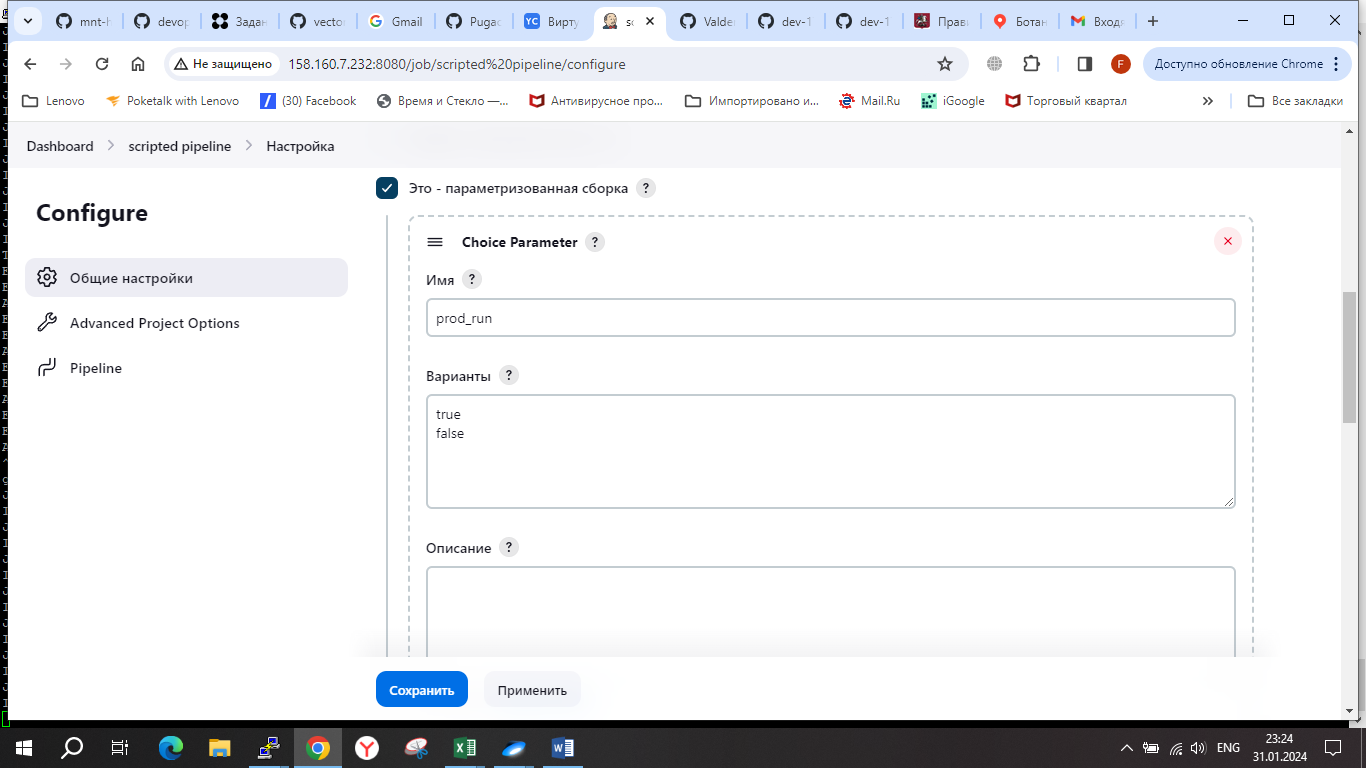 mnt-h
devop
Задан
vector
Gmail
Pugac
YC Вирту
sc
Valde
dev-1
dev-1
Прави
Ботан
Входя
Не защищено 158.160.7.232:8080/job/scripted%20pipeline/configure
F
Доступно обновление Chrome
Lenovo
Poketalk with Lenovo
(30) Facebook
Время и Стекло —...
Антивирусное про...
Импортировано и...
Mail.Ru
iGoogle
Торговый квартал
» Все закладки
Dashboard > scripted pipeline > Настройка
Configure
Общие настройки
Advanced Project Options
Pipeline
Это - параметризованная сборка ?
Choice Parameter ?
Имя ?
prod_run
Варианты ?
true
false
Описание ?
Сохранить
Применить
ENG
23:24
31.01.2024